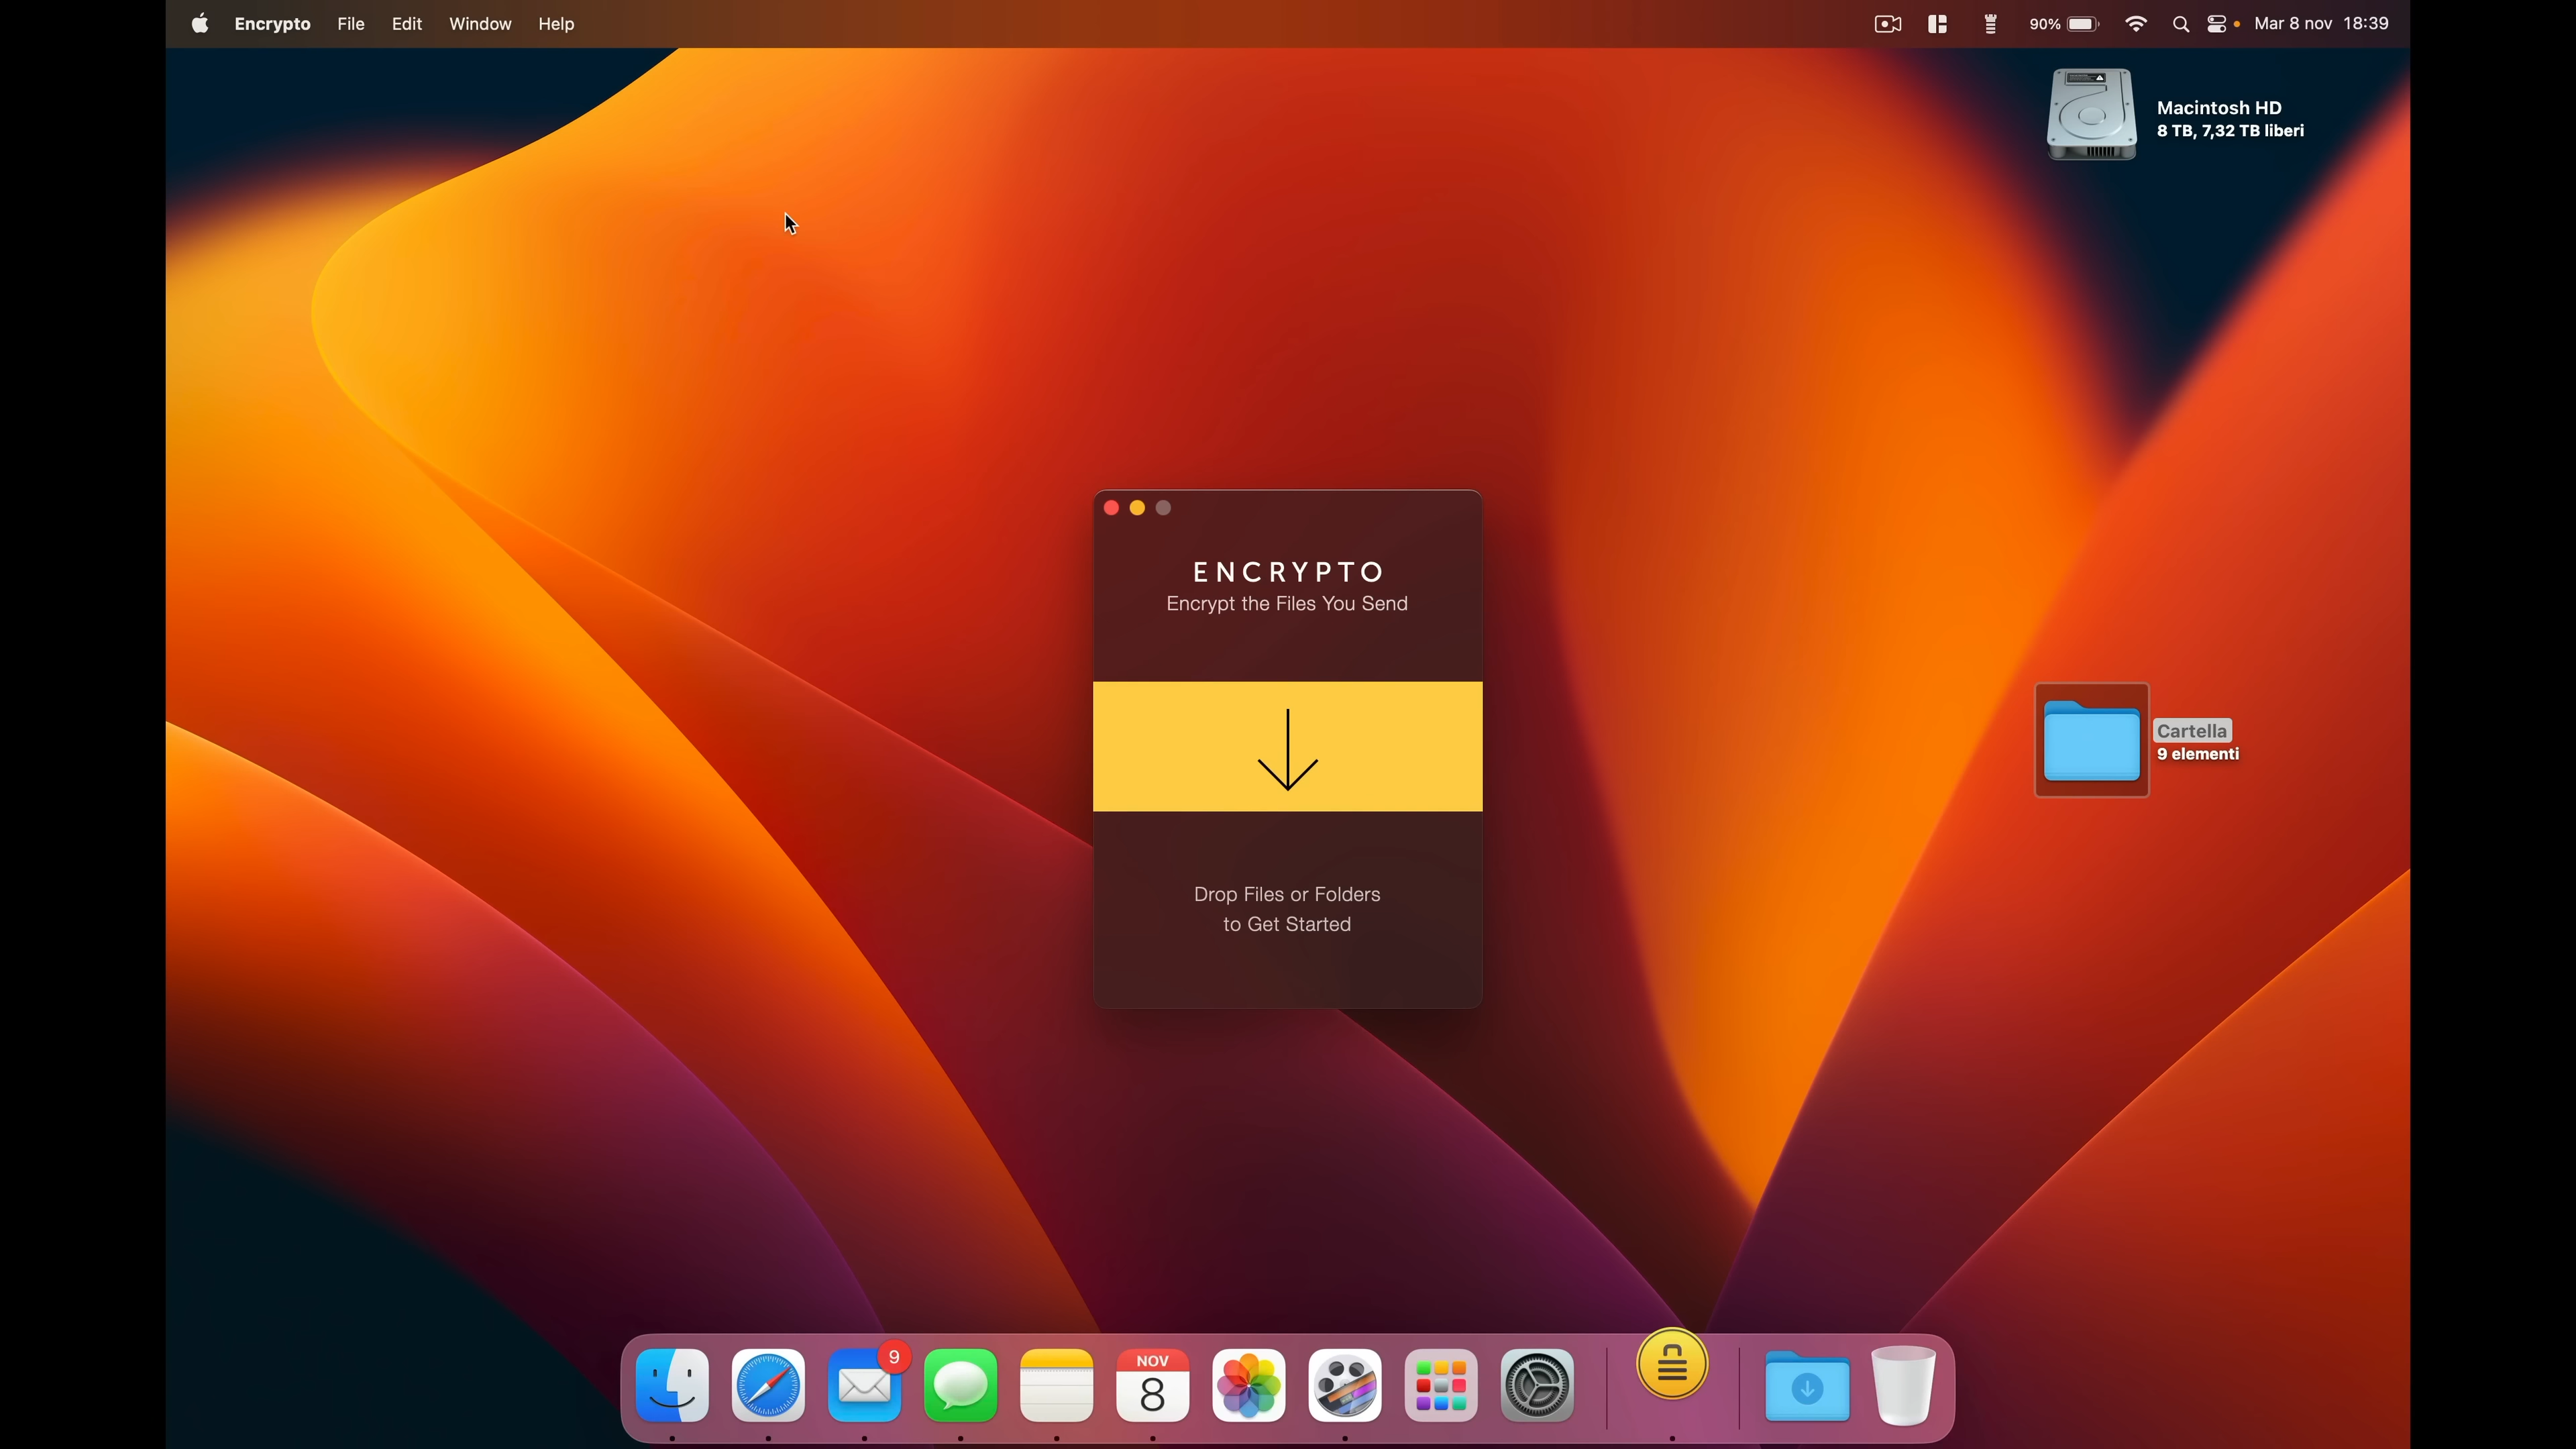 Encrypto File Edit Window Help 90% Mar 8 nov 18:39
Macintosh HD
8 TB, 7,32 TB liberi
ENCRYPTO
Encrypt the Files You Send
Cartella
9 elementi
Drop Files or Folders
to Get Started
9
NOV
8